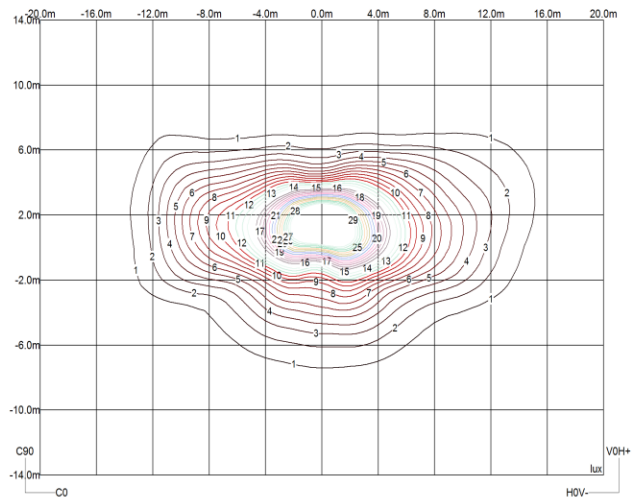 -20.0m -16.0m -12.0m -8.0m -4.0m 0.0m 4.0m 8.0m 12.0m 16.0m 20.0m
14.0m
10.0m
1 1
6.0m 2 3 4 5
6 8 13 14 15 16 18 10 6 7 2
5 12 28
2.0m 3 9 11 21 29 19 11 8
4 7 10 12 17 27 25 20 12 9 3
2 6 11 19 16 17 13 4
1 5 10 9 15 14 6 5
-2.0m
2 8 7 1
4 3 2
-6.0m
1
-10.0m
C90 V0H+
-14.0m lux
C0 H0V-